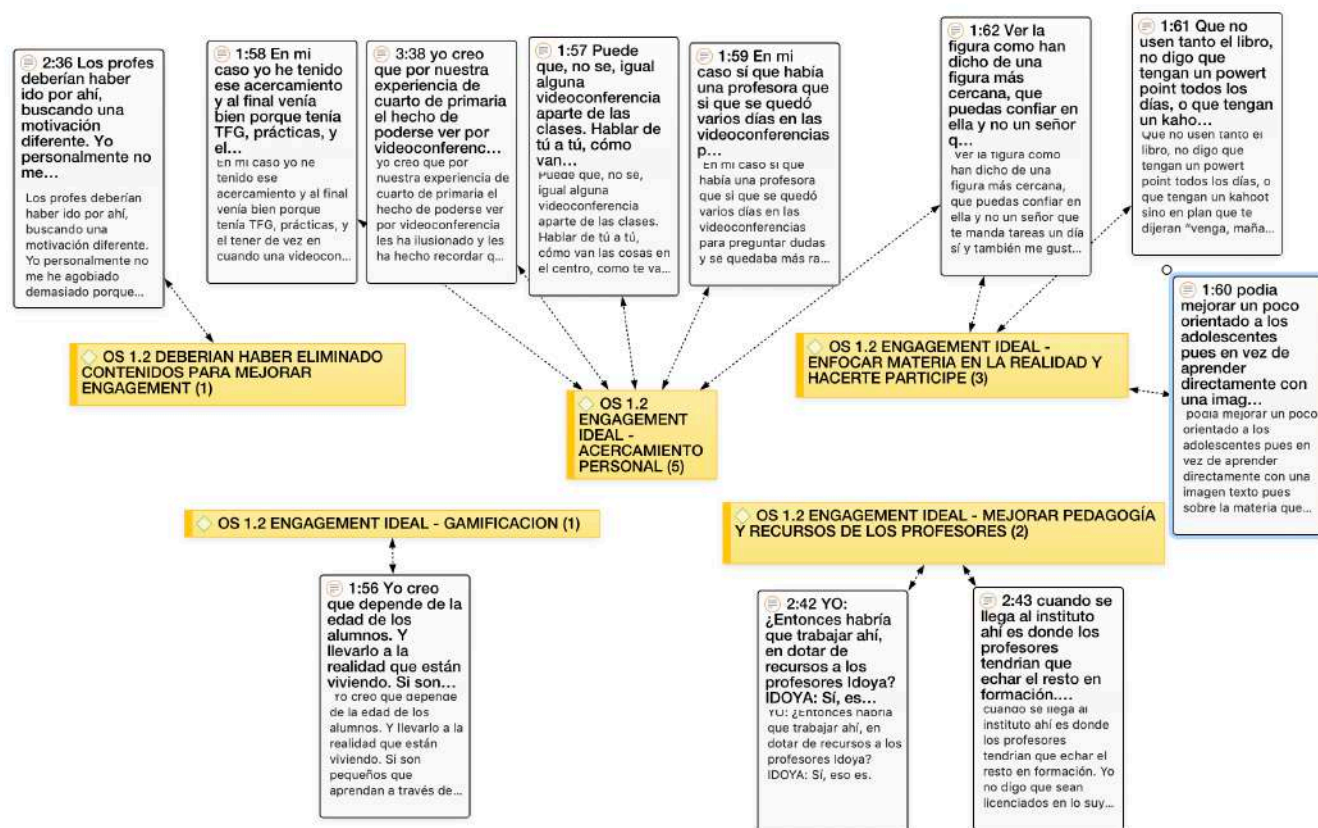 2:36 Los profes
deberían haber
ido por ahí,
buscando una
motivación
diferente. Yo
personalmente no
me...
Los profes deberían
haber ido por ahí,
buscando una
motivación diferente.
Yo personalmente no
me he agobiado
demasiado porque...
1:58 En mi
caso yo he tenido
ese acercamiento
y al final venía
bien porque tenía
TFG, prácticas, y
el...
En mi caso yo he
tenido ese
acercamiento y al final
venía bien porque
tenía TFG, prácticas, y
el tener de vez en
cuando una videocon...
3:38 yo creo
que por nuestra
experiencia de
cuarto de primaria
el hecho de
poderse ver por
videoconferenc...
yo creo que por
nuestra experiencia de
cuarto de primaria el
hecho de poderse ver
por videoconferencia
les ha ilusionado y les
ha hecho recordar q...
1:57 Puede
que, no se, igual
alguna
videoconferencia
aparte de las
clases. Hablar de
tú a tú, cómo
van...
Puede que, no se,
igual alguna
videoconferencia
aparte de las clases.
Hablar de tú a tú,
cómo van las cosas en
el centro, como te va...
1:59 En mi
caso sí que había
una profesora que
si que se quedó
varios días en las
videoconferencias
p...
En mi caso sí que
había una profesora
que si que se quedó
varios días en las
videoconferencias
para preguntar dudas
y se quedaba más ra...
1:62 Ver la
figura como han
dicho de una
figura más
cercana, que
puedas confiar en
ella y no un señor
q...
Ver la figura como
han dicho de una
figura más cercana,
que puedas confiar en
ella y no un señor que
te manda tareas un día
sí y también me gust...
1:61 Que no
usen tanto el libro,
no digo que
tengan un powert
point todos los
días, o que tengan
un kaho...
Que no usen tanto el
libro, no digo que
tengan un powert
point todos los días, o
que tengan un kahoot
sino en plan que te
dijeran "venga, maña...
1:60 podia
mejorar un poco
orientado a los
adolescentes
pues en vez de
aprender
directamente con
una imag...
podia mejorar un poco
orientado a los
adolescentes pues en
vez de aprender
directamente con una
imagen texto pues
sobre la materia que...
OS 1.2 DEBERIAN HABER ELIMINADO
CONTENIDOS PARA MEJORAR
ENGAGEMENT (1)
OS 1.2 ENGAGEMENT IDEAL -
ENFOCAR MATERIA EN LA REALIDAD Y
HACERTE PARTICIPE (3)
OS 1.2
ENGAGEMENT
IDEAL -
ACERCAMIENTO
PERSONAL (5)
OS 1.2 ENGAGEMENT IDEAL - GAMIFICACION (1)
OS 1.2 ENGAGEMENT IDEAL - MEJORAR PEDAGOGÍA
Y RECURSOS DE LOS PROFESORES (2)
1:56 Yo creo
que depende de la
edad de los
alumnos. Y
llevarlo a la
realidad que están
viviendo. Si son...
Yo creo que depende
de la edad de los
alumnos. Y llevarlo a la
realidad que están
viviendo. Si son
pequeños que
aprendan a través de...
2:42 YO:
¿Entonces habría
que trabajar ahí,
en dotar de
recursos a los
profesores Idoya?
IDOYA: Sí, es...
YO: ¿Entonces habría
que trabajar ahí, en
dotar de recursos a los
profesores Idoya?
IDOYA: Sí, eso es.
2:43 cuando se
llega al instituto
ahí es donde los
profesores
tendrian que
echar el resto en
formación....
cuando se llega al
instituto ahí es donde
los profesores
tendrian que echar el
resto en formación. Yo
no digo que sean
licenciados en lo suy...